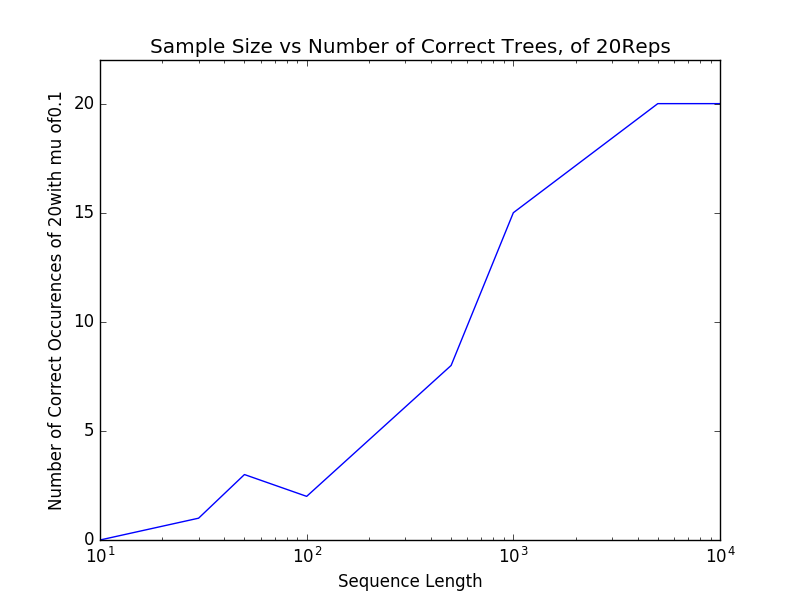 Sample Size vs Number of Correct Trees, of 20Reps
Number of Correct Occurences of 20with mu of0.1
20
15
10
5
0
10¹ 10² 10³ 10⁴
Sequence Length